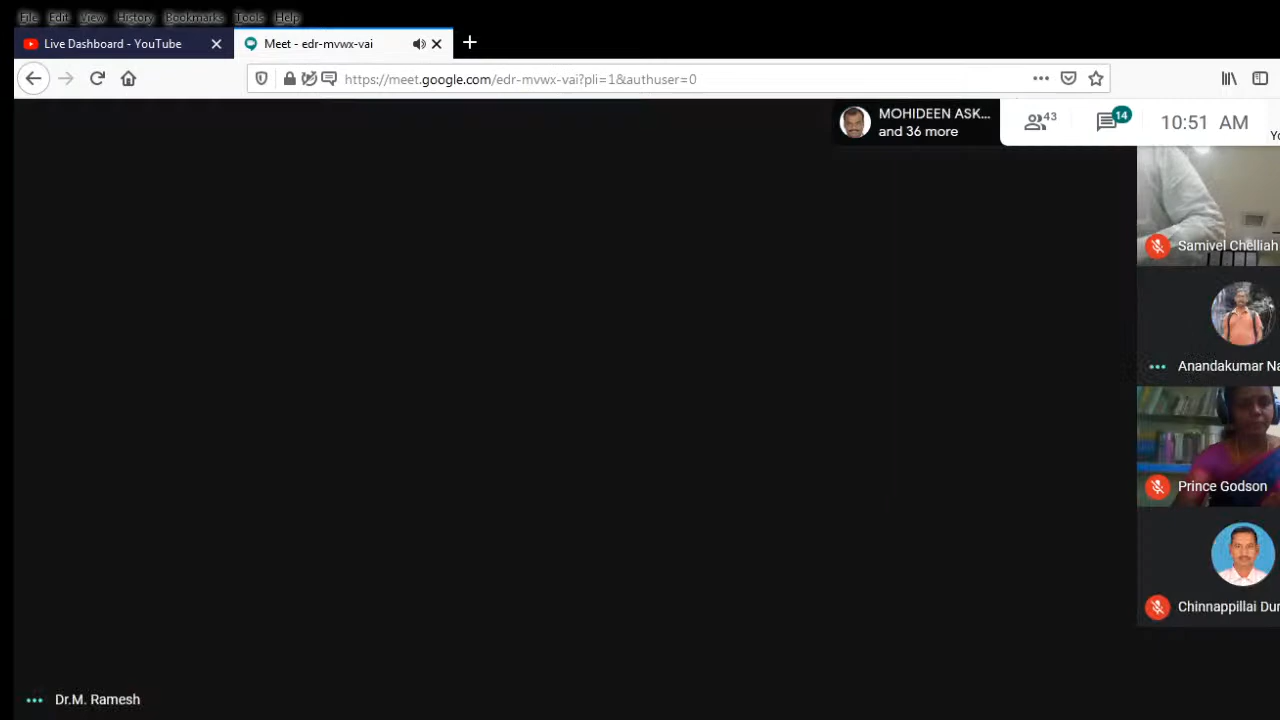 File Edit View History Bookmarks Tools Help
Live Dashboard - YouTube
Meet - edr-mvwx-vai
https://meet.google.com/edr-mvwx-vai?pli=1&authuser=0
MOHIDEEN ASK...
and 36 more
43
14
10:51 AM
Yo
Samivel Chelliah
Anandakumar Na
Prince Godson
Chinnappillai Dur
Dr.M. Ramesh